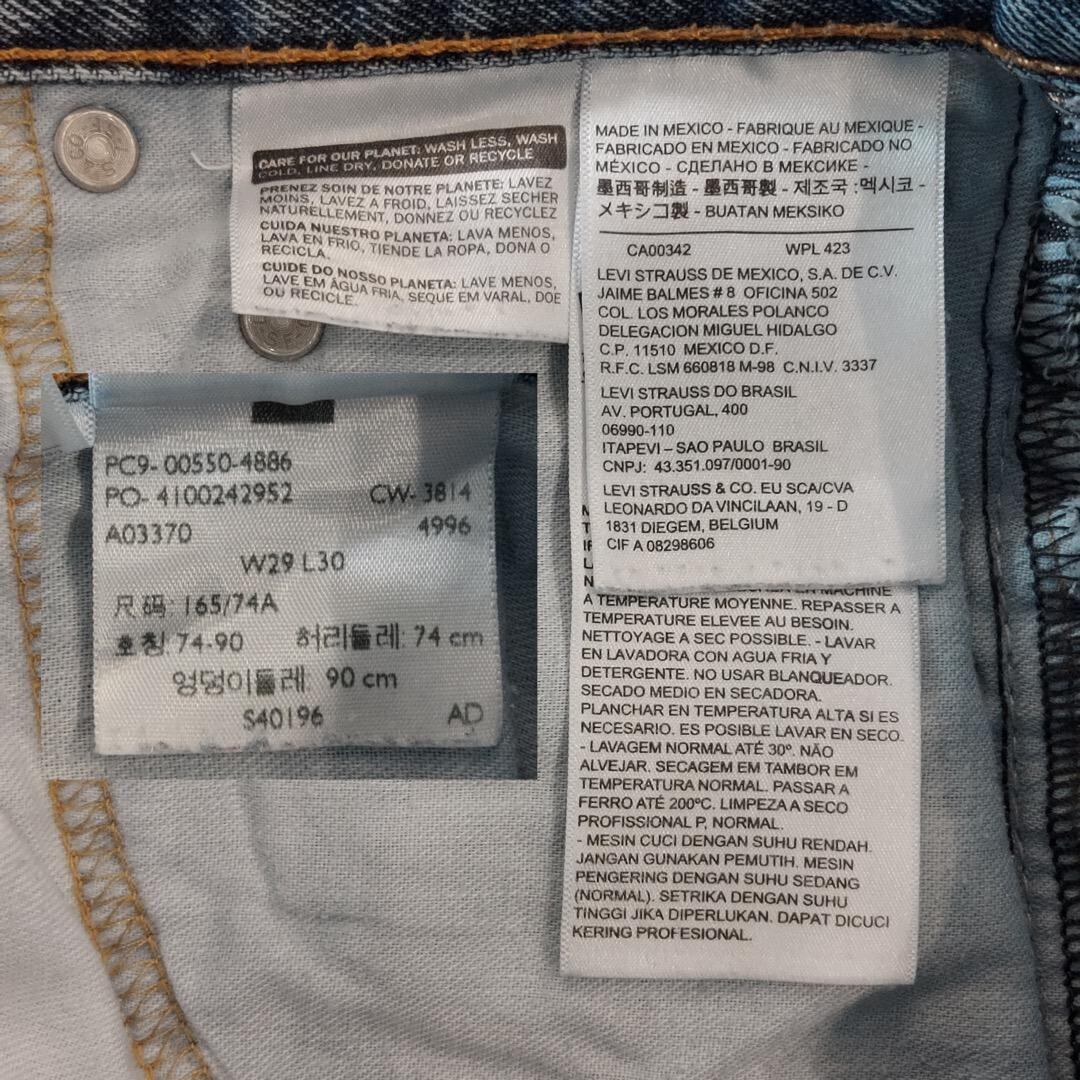 CARE FOR OUR PLANET: WASH LESS, WASH
COLD, LINE DRY, DONATE OR RECYCLE
PRENEZ SOIN DE NOTRE PLANETE: LAVEZ
MOINS, LAVEZ A FROID, LAISSEZ SECHER
NATURELLEMENT, DONNEZ OU RECYCLEZ
CUIDA NUESTRO PLANETA: LAVA MENOS,
LAVA EN FRIO, TIENDE LA ROPA, DONA O
RECICLA.
CUIDE DO NOSSO PLANETA: LAVE MENOS,
LAVE EM ÁGUA FRIA, SEQUE EM VARAL, DOE
OU RECICLE.
MADE IN MEXICO - FABRIQUE AU MEXIQUE -
FABRICADO EN MEXICO - FABRICADO NO
MÉXICO - СДЕЛАНО В МЕКСИКЕ -
墨西哥制造 - 墨西哥製 - 제조국 :멕시코 -
メキシコ製 - BUATAN MEKSIKO
CA00342 WPL 423
LEVI STRAUSS DE MEXICO, S.A. DE C.V.
JAIME BALMES # 8 OFICINA 502
COL. LOS MORALES POLANCO
DELEGACION MIGUEL HIDALGO
C.P. 11510 MEXICO D.F.
R.F.C. LSM 660818 M-98 C.N.I.V. 3337
LEVI STRAUSS DO BRASIL
AV. PORTUGAL, 400
06990-110
ITAPEVI – SAO PAULO BRASIL
CNPJ: 43.351.097/0001-90
LEVI STRAUSS & CO. EU SCA/CVA
LEONARDO DA VINCILAAN, 19 - D
1831 DIEGEM, BELGIUM
CIF A 08298606
PC9- 00550-4886
PO- 4100242952 CW- 3814
A03370 4996
W29 L30
尺码: 165/74A
호칭: 74-90 허리둘레: 74 cm
엉덩이둘레: 90 cm
S40196 AD
MACHINE
A TEMPERATURE MOYENNE. REPASSER A
TEMPERATURE ELEVEE AU BESOIN.
NETTOYAGE A SEC POSSIBLE. - LAVAR
EN LAVADORA CON AGUA FRIA Y
DETERGENTE. NO USAR BLANQUEADOR.
SECADO MEDIO EN SECADORA.
PLANCHAR EN TEMPERATURA ALTA SI ES
NECESARIO. ES POSIBLE LAVAR EN SECO.
- LAVAGEM NORMAL ATÉ 30º. NÃO
ALVEJAR. SECAGEM EM TAMBOR EM
TEMPERATURA NORMAL. PASSAR A
FERRO ATÉ 200ºC. LIMPEZA A SECO
PROFISSIONAL P, NORMAL.
- MESIN CUCI DENGAN SUHU RENDAH.
JANGAN GUNAKAN PEMUTIH. MESIN
PENGERING DENGAN SUHU SEDANG
(NORMAL). SETRIKA DENGAN SUHU
TINGGI JIKA DIPERLUKAN. DAPAT DICUCI
KERING PROFESIONAL.